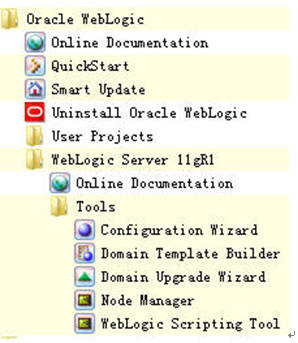 Oracle WebLogic
Online Documentation
QuickStart
Smart Update
Uninstall Oracle WebLogic
User Projects
WebLogic Server 11gR1
Online Documentation
Tools
Configuration Wizard
Domain Template Builder
Domain Upgrade Wizard
Node Manager
WebLogic Scripting Tool